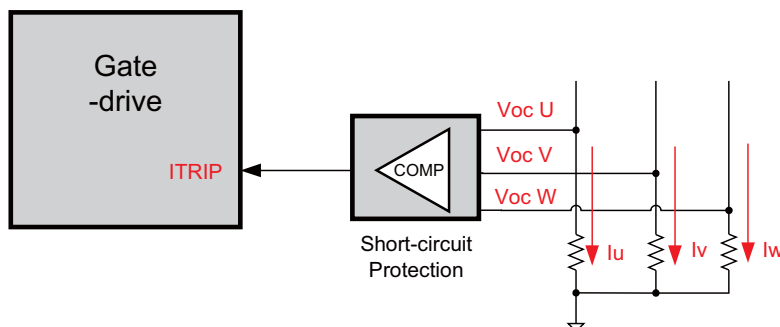 Gate
-drive
ITRIP
COMP
Voc U
Voc V
Voc W
Short-circuit
Protection
Iu
Iv
Iw